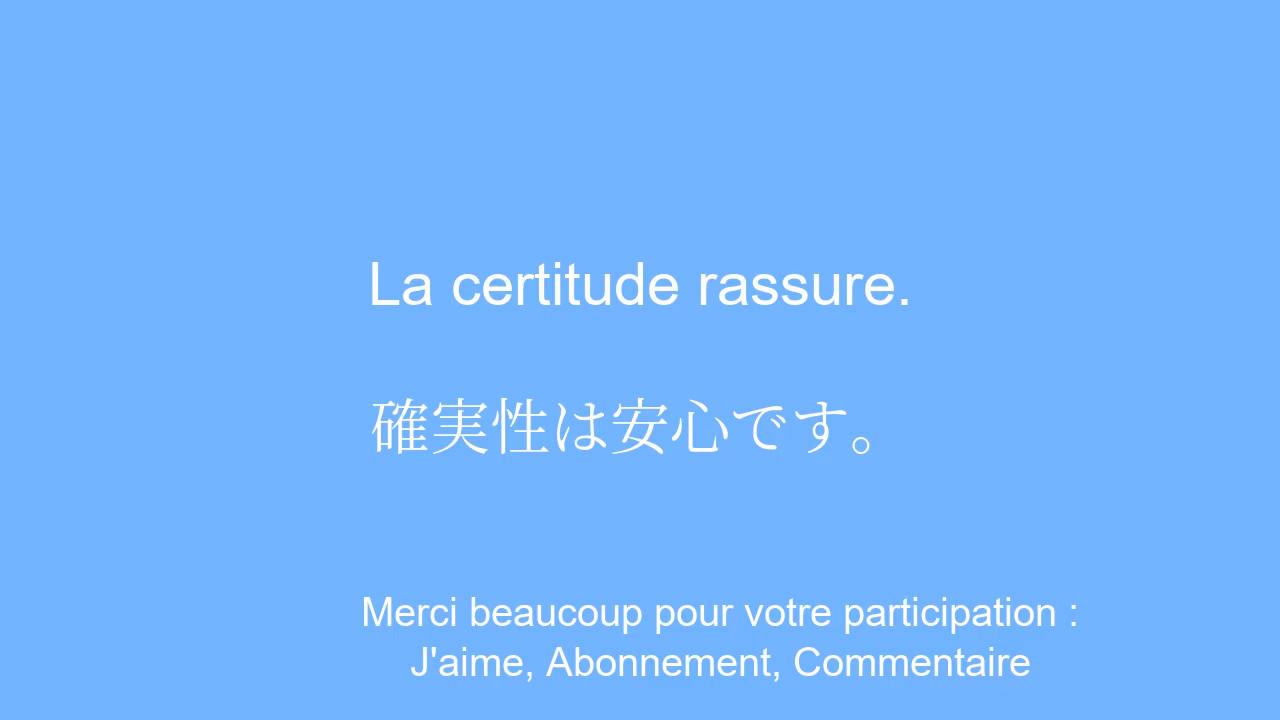 La certitude rassure.
確実性は安心です。
Merci beaucoup pour votre participation :
J'aime, Abonnement, Commentaire